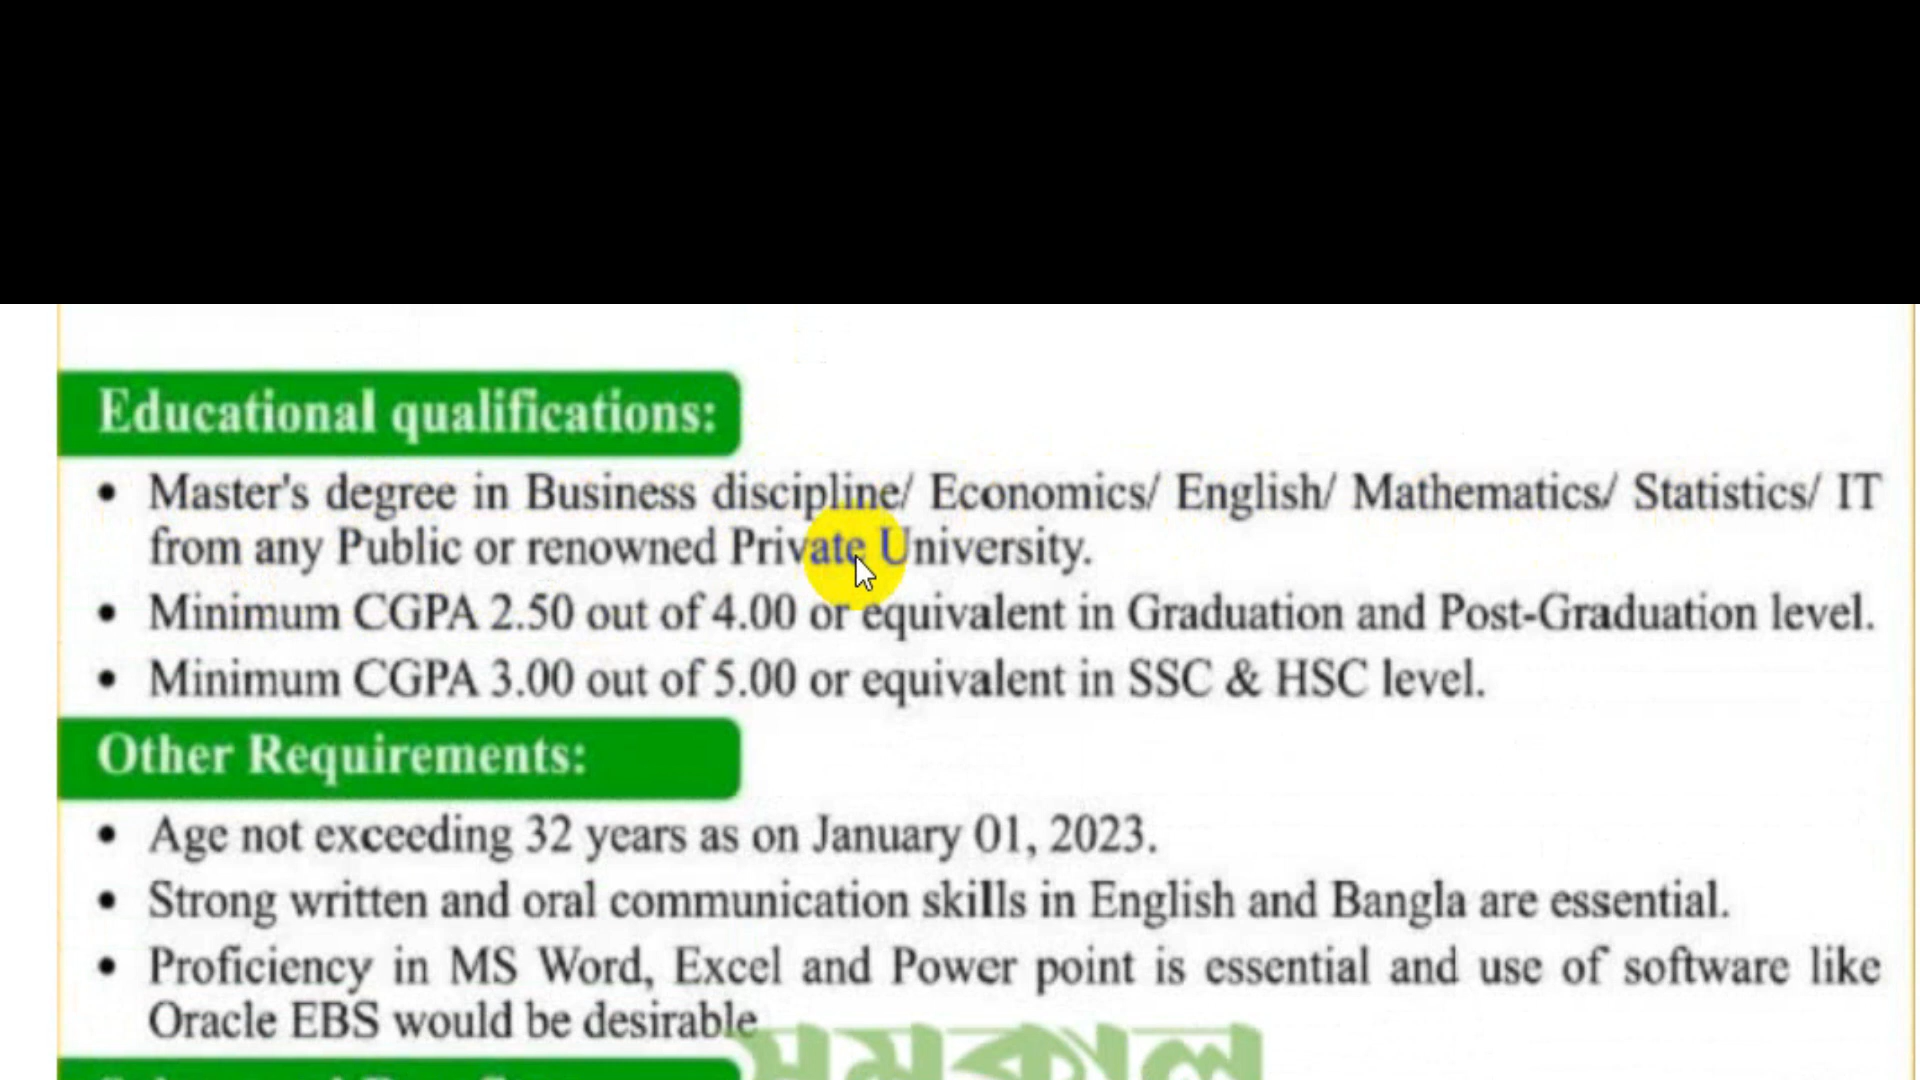 Educational qualifications:
• Master's degree in Business discipline/ Economics/ English/ Mathematics/ Statistics/ IT
from any Public or renowned Private University.
• Minimum CGPA 2.50 out of 4.00 or equivalent in Graduation and Post-Graduation level.
• Minimum CGPA 3.00 out of 5.00 or equivalent in SSC & HSC level.
Other Requirements:
• Age not exceeding 32 years as on January 01, 2023.
• Strong written and oral communication skills in English and Bangla are essential.
• Proficiency in MS Word, Excel and Power point is essential and use of software like
Oracle EBS would be desirable
সমকাল